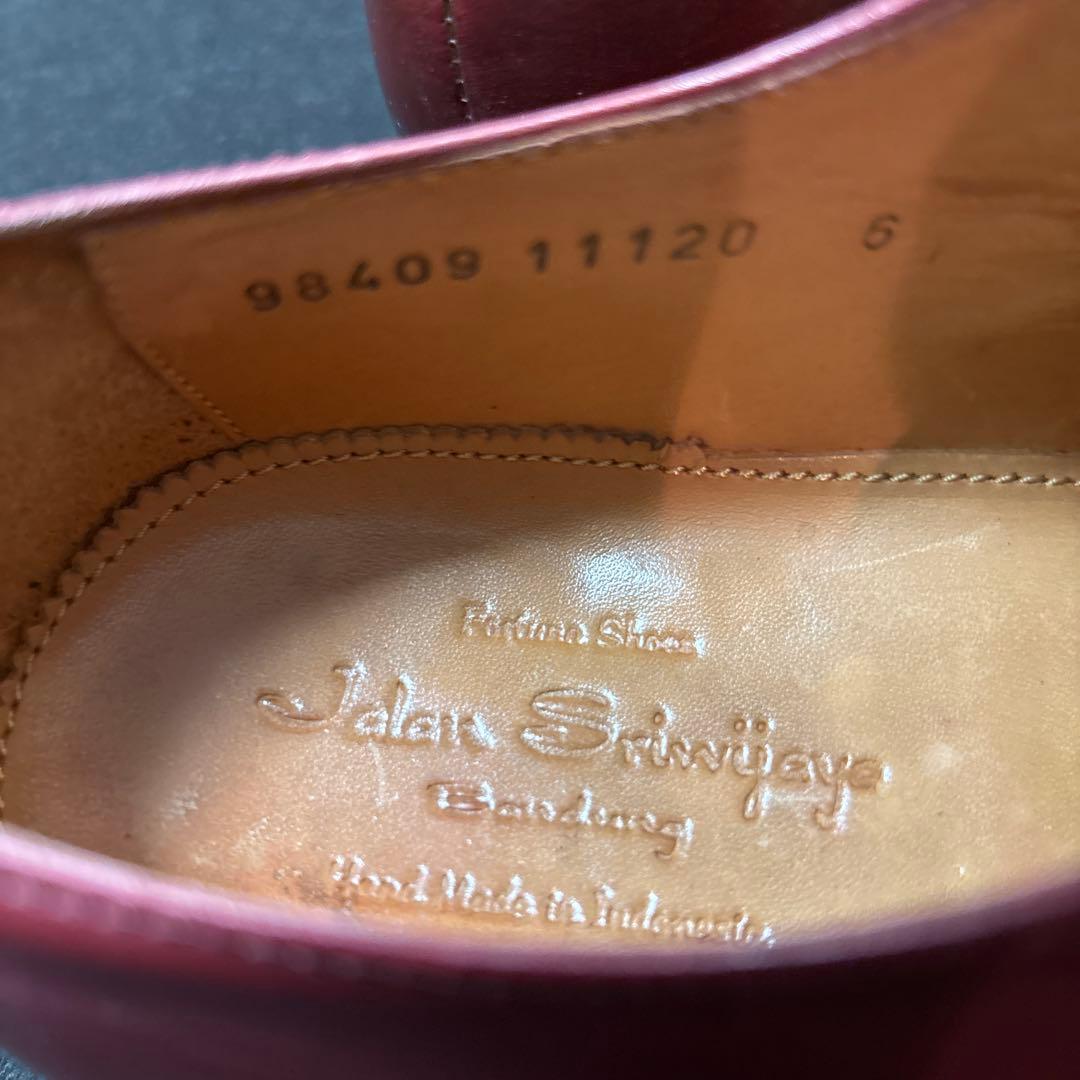 98409 11120 6
Fortuna Shoes
Jalan Sriwijaya
Bandung
Hand Made in Indonesia